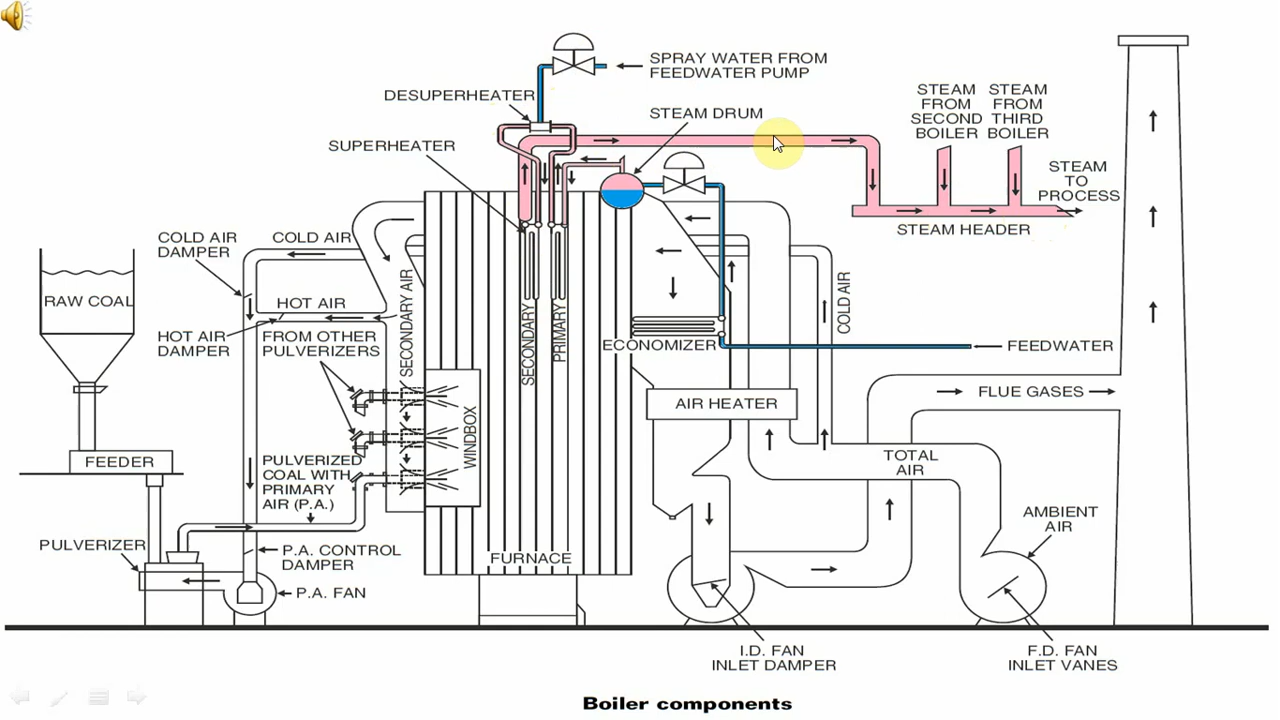 SPRAY WATER FROM
FEEDWATER PUMP
DESUPERHEATER
STEAM DRUM
STEAM
FROM
SECOND
BOILER
STEAM
FROM
THIRD
BOILER
SUPERHEATER
STEAM
TO
PROCESS
STEAM HEADER
COLD AIR
DAMPER
COLD AIR
RAW COAL
HOT AIR
HOT AIR
DAMPER
FROM OTHER
PULVERIZERS
SECONDARY AIR
SECONDARY
PRIMARY
COLD AIR
ECONOMIZER
FEEDWATER
AIR HEATER
FLUE GASES
WINDBOX
FEEDER
PULVERIZED
COAL WITH
PRIMARY
AIR (P.A.)
TOTAL
AIR
AMBIENT
AIR
PULVERIZER
P.A. CONTROL
DAMPER
FURNACE
P.A. FAN
I.D. FAN
INLET DAMPER
F.D. FAN
INLET VANES
Boiler components